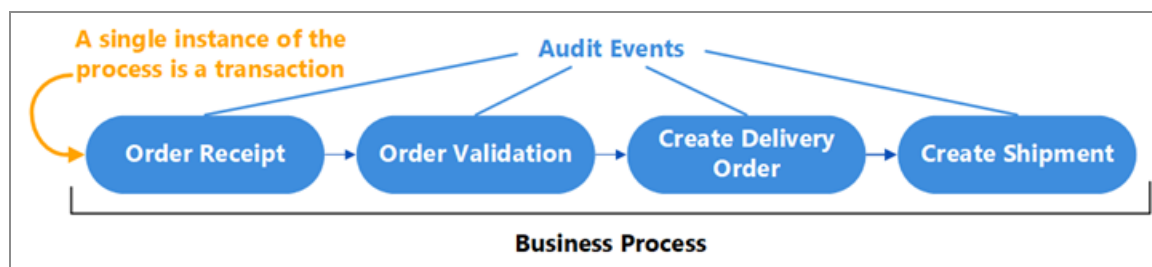 A single instance of the
process is a transaction
Audit Events
Order Receipt
Order Validation
Create Delivery
Order
Create Shipment
Business Process